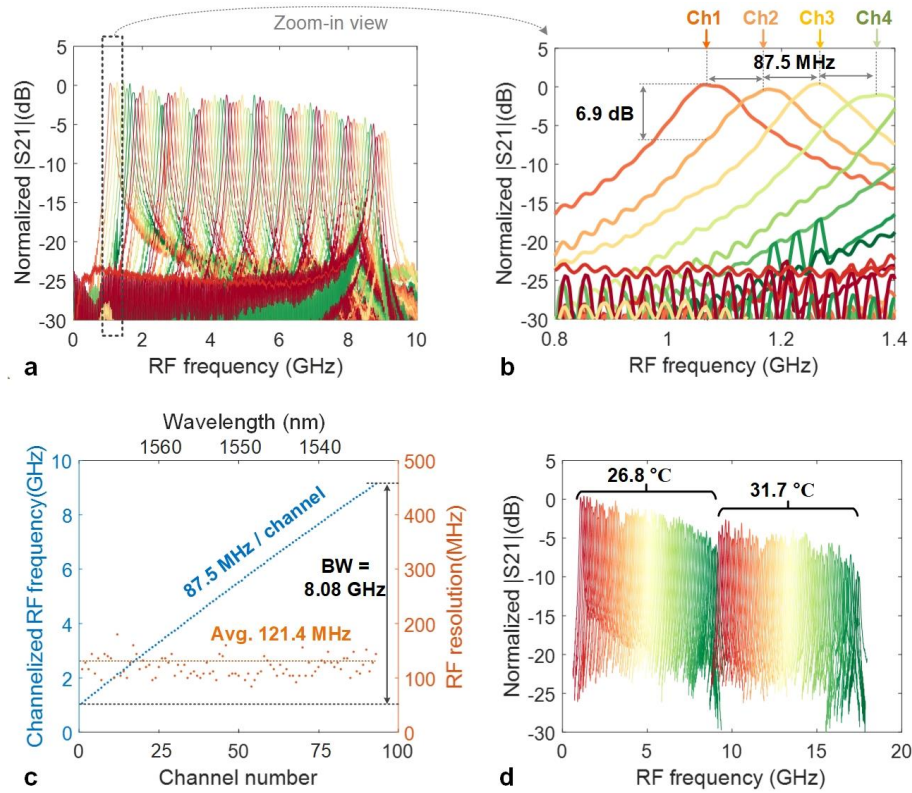 Zoom-in view
Ch1 Ch2 Ch3 Ch4
5
0
-5
-10
-15
-20
-25
-30
Normalized |S21|(dB)
0 2 4 6 8 10
RF frequency (GHz)
a
5
0
-5
-10
-15
-20
-25
-30
Normalized |S21|(dB)
87.5 MHz
6.9 dB
0.8 1 1.2 1.4
RF frequency (GHz)
b
Wavelength (nm)
1560 1550 1540
10
8
6
4
2
0
Channelized RF frequency(GHz)
87.5 MHz / channel
BW =
8.08 GHz
Avg. 121.4 MHz
500
400
300
200
100
0
RF resolution(MHz)
0 25 50 75 100
Channel number
c
5
0
-5
-10
-15
-20
-25
-30
Normalized |S21|(dB)
26.8 °C
31.7 °C
0 5 10 15 20
RF frequency (GHz)
d